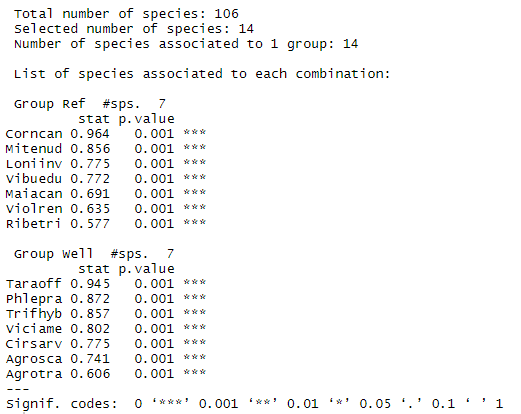 Total number of species: 106
Selected number of species: 14
Number of species associated to 1 group: 14
List of species associated to each combination:
Group Ref  #sps.  7
stat p.value
Corncan 0.964   0.001 ***
Mitenud 0.856   0.001 ***
Loniinv 0.775   0.001 ***
Vibuedu 0.772   0.001 ***
Maiacan 0.691   0.001 ***
Violren 0.635   0.001 ***
Ribetri 0.577   0.001 ***
Group Well  #sps.  7
stat p.value
Taraoff 0.945   0.001 ***
Phlepra 0.872   0.001 ***
Trifhyb 0.857   0.001 ***
Viciame 0.802   0.001 ***
Cirsarv 0.775   0.001 ***
Agrosca 0.741   0.001 ***
Agrotra 0.606   0.001 ***
---
Signif. codes:  0 ‘***’ 0.001 ‘**’ 0.01 ‘*’ 0.05 ‘.’ 0.1 ‘ ’ 1